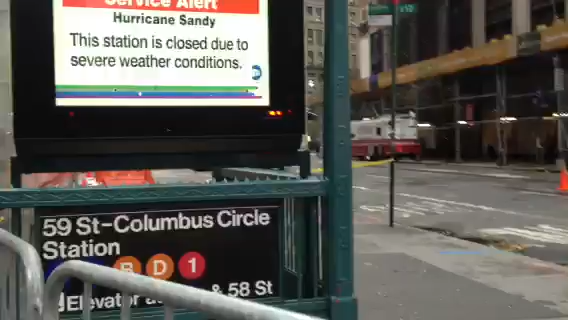 Service Alert
Hurricane Sandy
This station is closed due to
severe weather conditions.
59 St-Columbus Circle
Station
B D 1
Elevator & 58 St